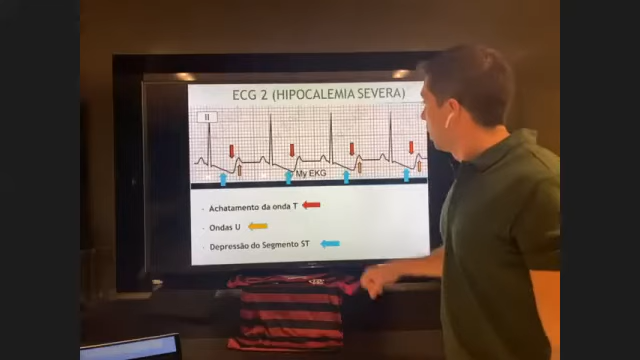 ECG 2 (HIPOCALEMIA SEVERA)
II
My EKG
- Achatamento da onda T
- Ondas U
- Depressão do Segmento ST